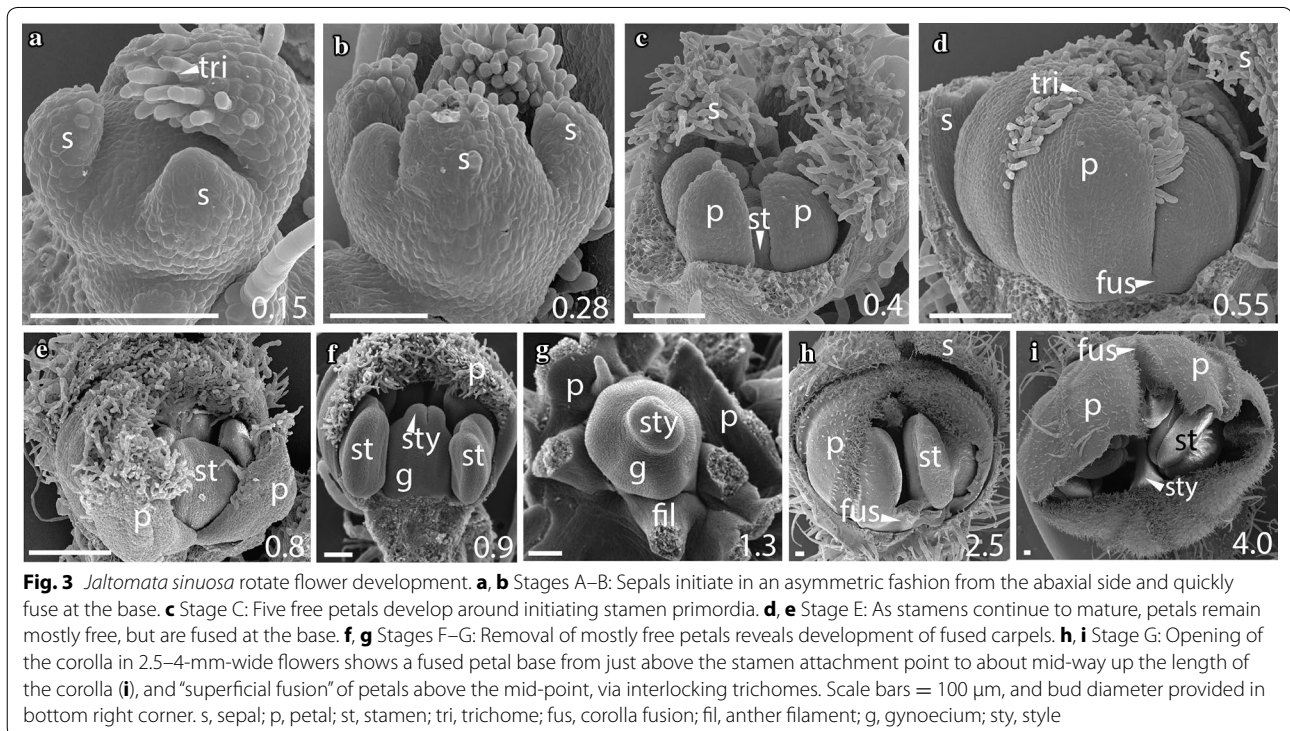 a
tri
s
s
0.15
b
s
s
0.28
c
s
p
st
p
0.4
d
s
tri
s
p
fus
0.55
e
st
p
p
0.8
f
p
st
sty
st
g
0.9
g
p
p
sty
g
fil
1.3
h
s
p
st
fus
2.5
i
fus
p
p
st
sty
4.0
Fig. 3 Jaltomata sinuosa rotate flower development. a, b Stages A–B: Sepals initiate in an asymmetric fashion from the abaxial side and quickly
fuse at the base. c Stage C: Five free petals develop around initiating stamen primordia. d, e Stage E: As stamens continue to mature, petals remain
mostly free, but are fused at the base. f, g Stages F–G: Removal of mostly free petals reveals development of fused carpels. h, i Stage G: Opening of
the corolla in 2.5–4-mm-wide flowers shows a fused petal base from just above the stamen attachment point to about mid-way up the length of
the corolla (i), and “superficial fusion” of petals above the mid-point, via interlocking trichomes. Scale bars = 100 µm, and bud diameter provided in
bottom right corner. s, sepal; p, petal; st, stamen; tri, trichome; fus, corolla fusion; fil, anther filament; g, gynoecium; sty, style